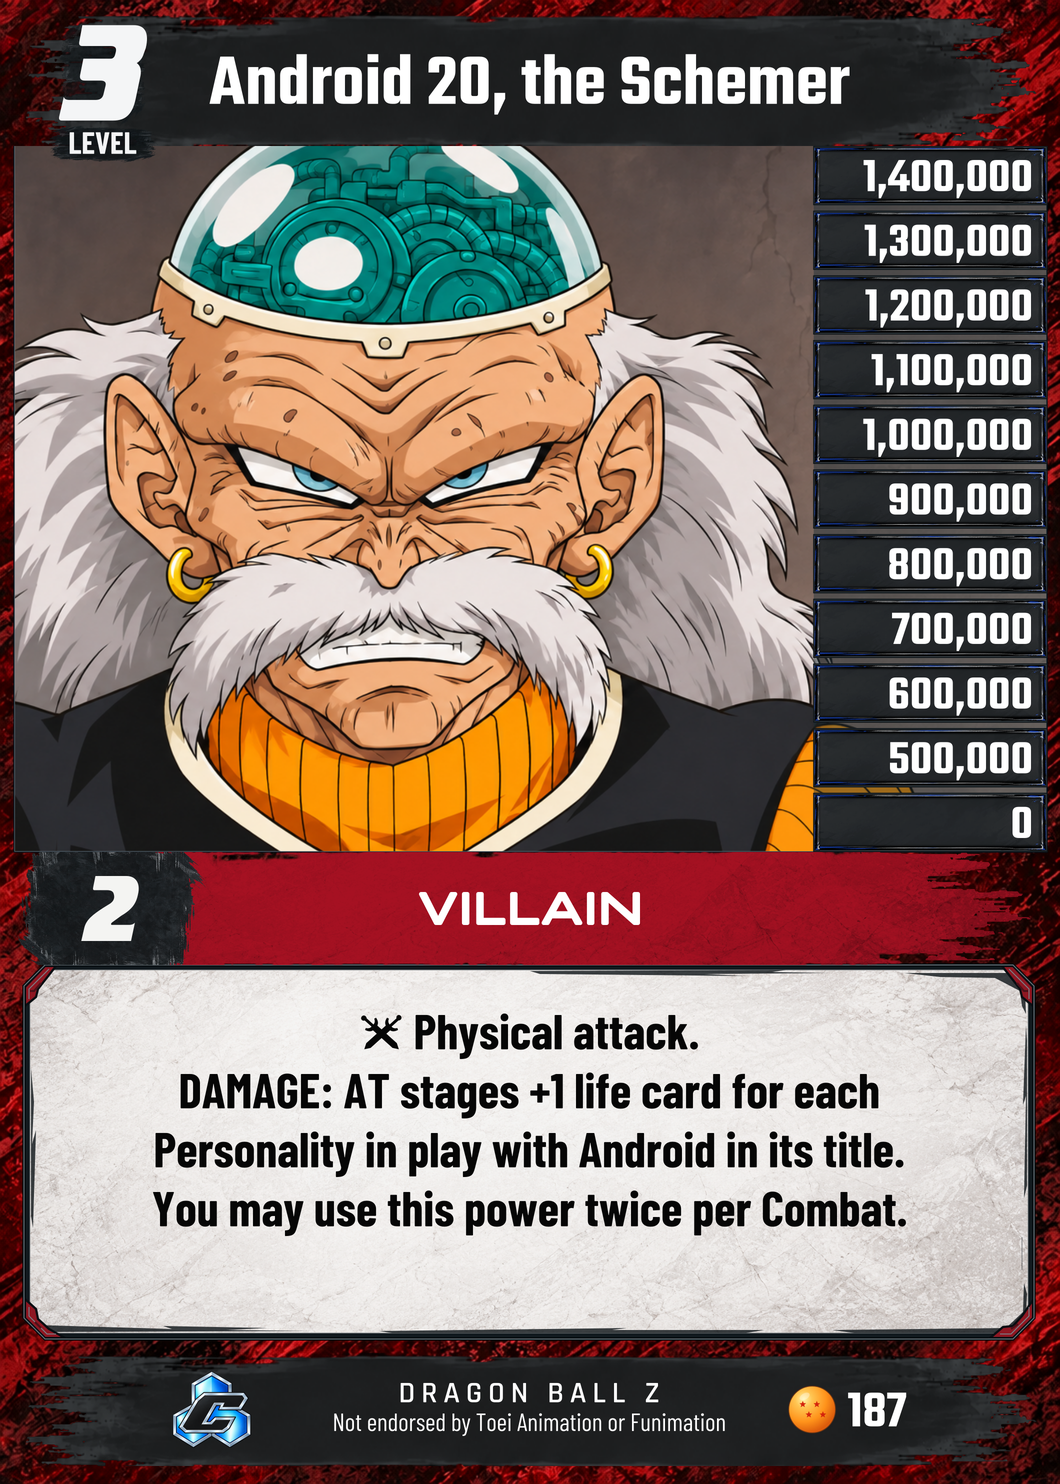 3
LEVEL
Android 20, the Schemer
1,400,000
1,300,000
1,200,000
1,100,000
1,000,000
900,000
800,000
700,000
600,000
500,000
0
2
VILLAIN
Physical attack.
DAMAGE: AT stages +1 life card for each
Personality in play with Android in its title.
You may use this power twice per Combat.
G
DRAGON BALL Z
Not endorsed by Toei Animation or Funimation
187